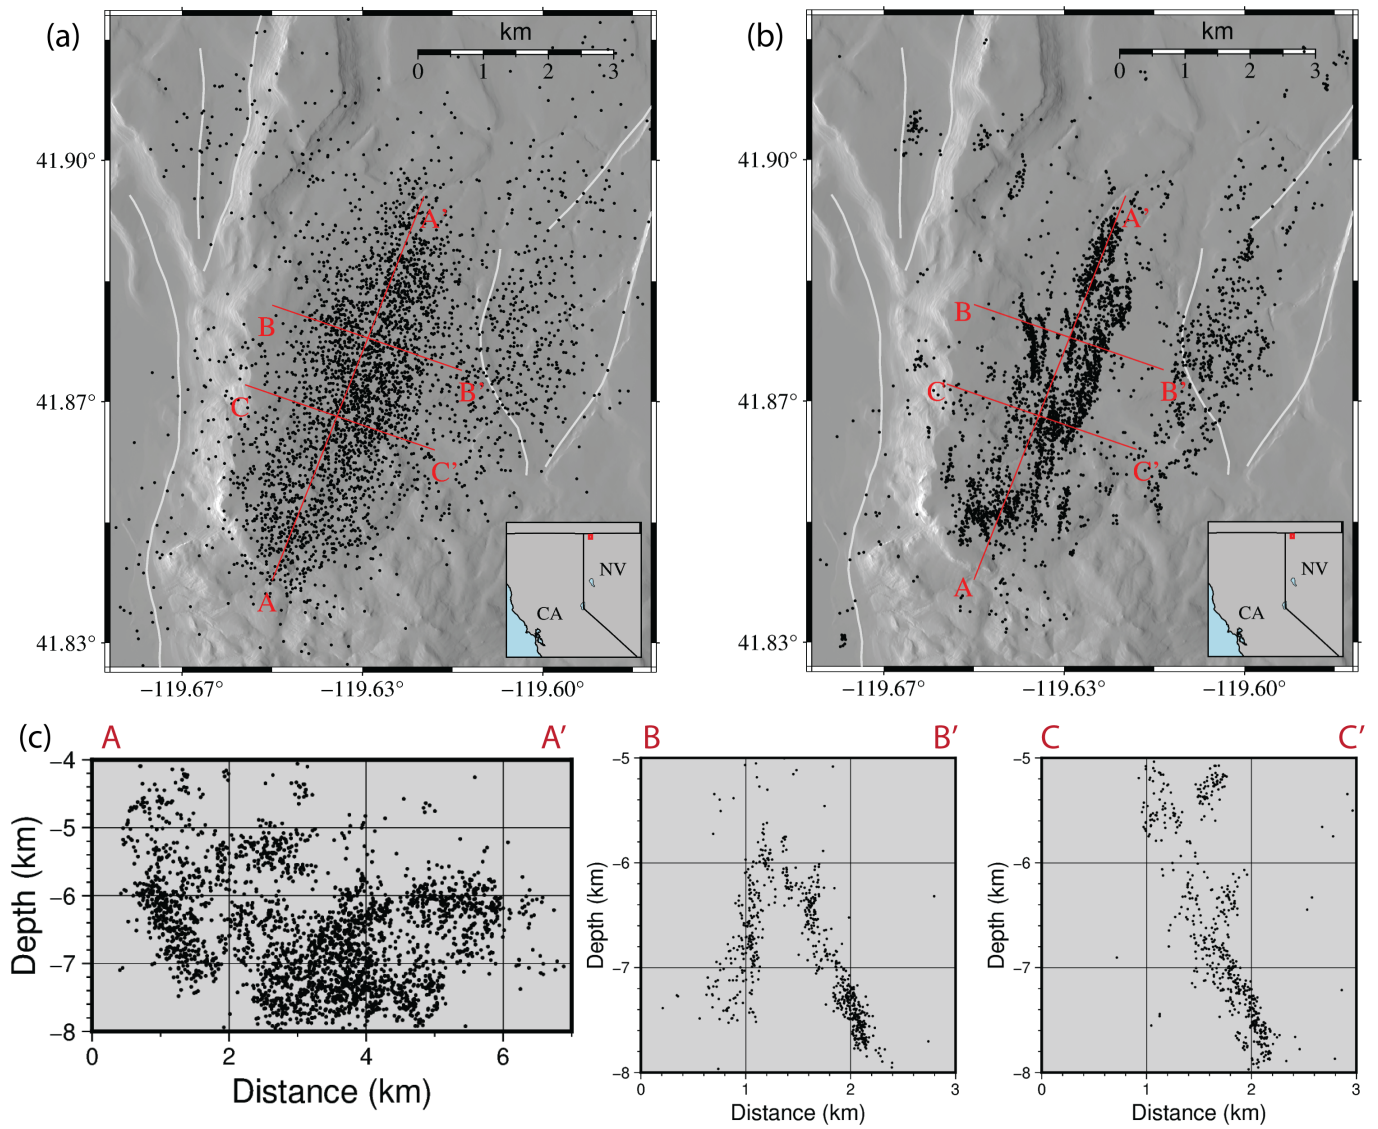 (a)
km
0 1 2 3
41.90°
41.87°
41.83°
A'
B
B'
C
C'
A
NV
CA
−119.67° −119.63° −119.60°
(b)
km
0 1 2 3
41.90°
41.87°
41.83°
A'
B
B'
C
C'
A
NV
CA
−119.67° −119.63° −119.60°
(c)
A A'
−4
−5
−6
−7
−8
Depth (km)
0 2 4 6
Distance (km)
B B'
−5
−6
−7
−8
Depth (km)
0 1 2 3
Distance (km)
C C'
−5
−6
−7
−8
Depth (km)
0 1 2 3
Distance (km)